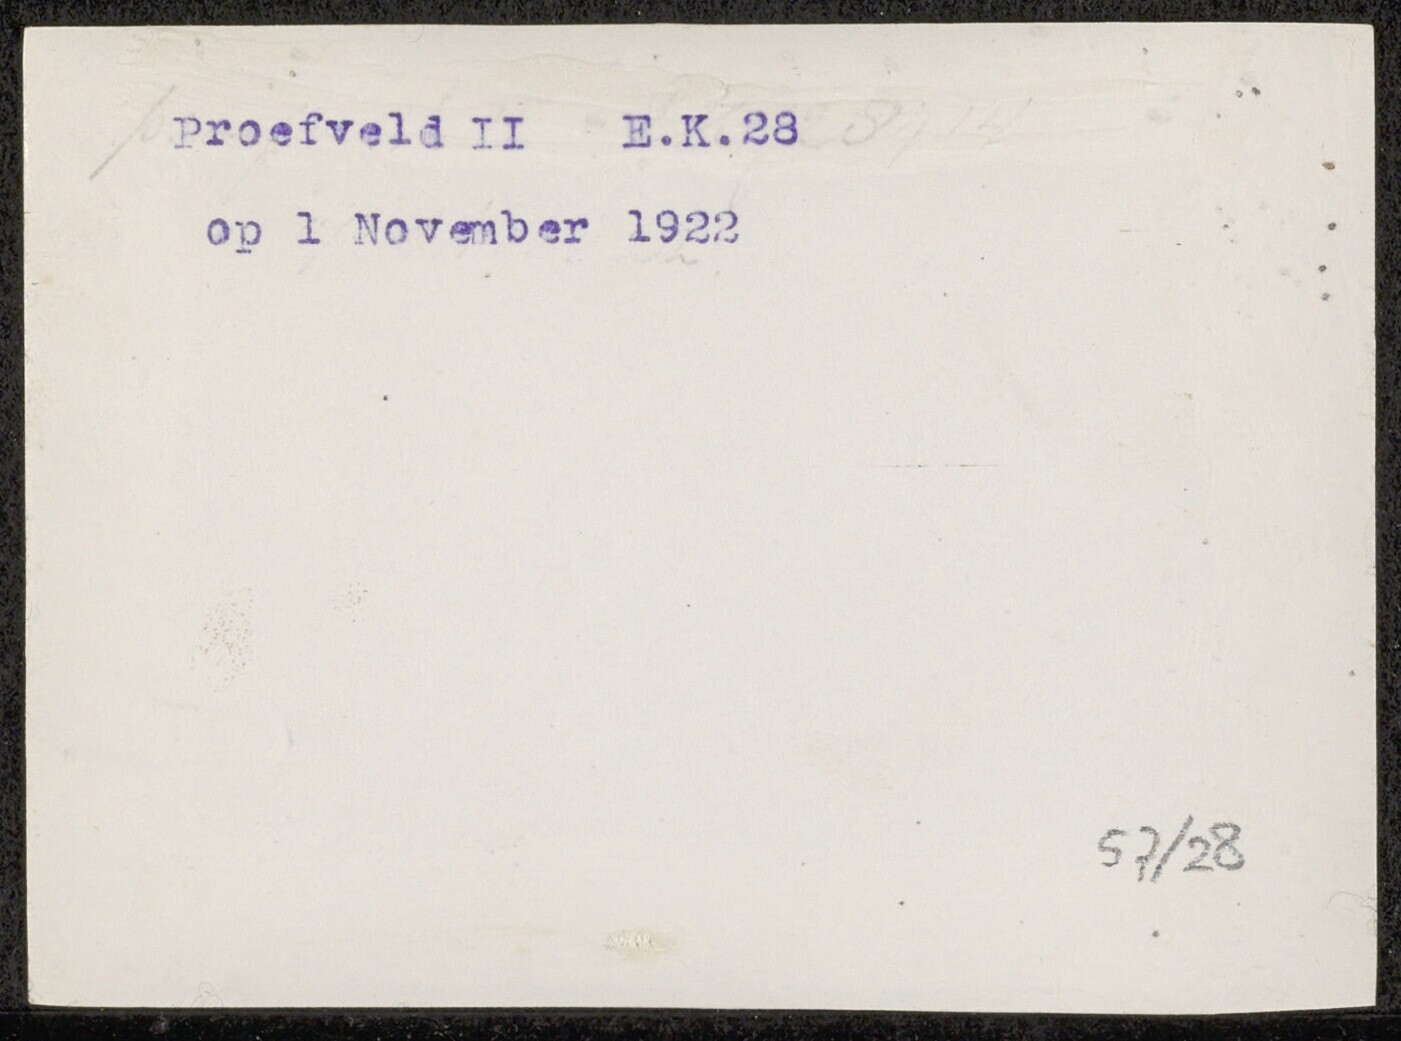 Proefveld II E.K.28
op 1 November 1922
57/28